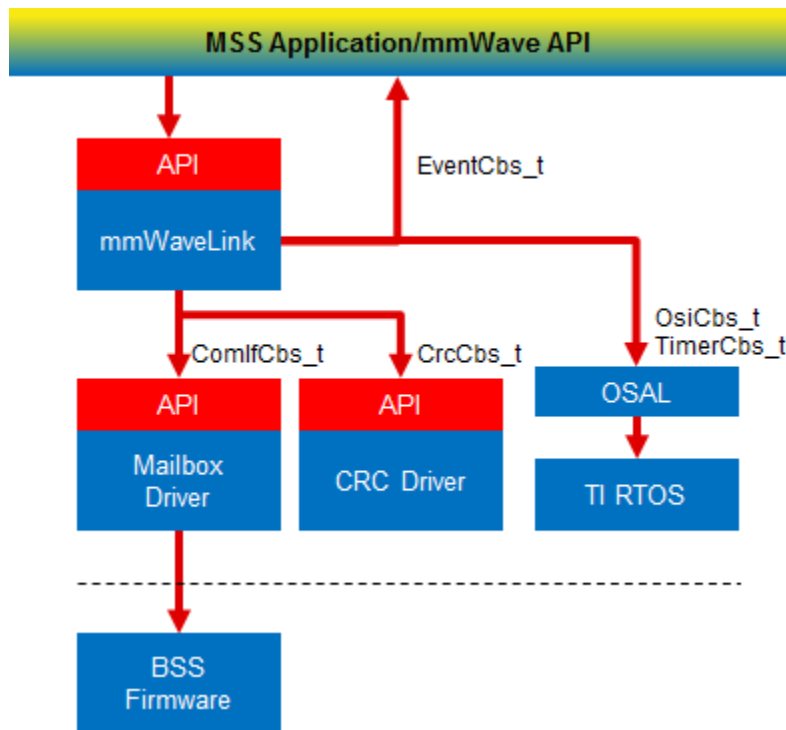 MSS Application/mmWave API
API
EventCbs_t
mmWaveLink
OsiCbs_t
ComIfCbs_t
CrcCbs_t
TimerCbs_t
API
API
OSAL
Mailbox
Driver
CRC Driver
TI RTOS
BSS
Firmware